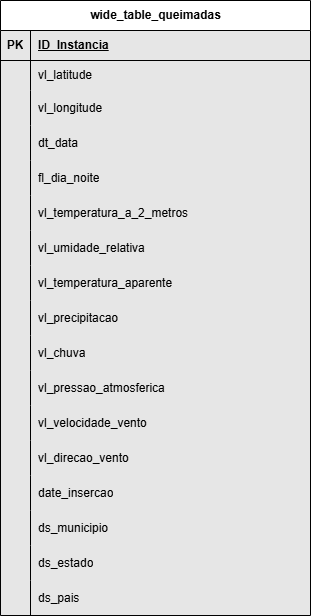 wide_table_queimadas
PK ID_Instancia
vl_latitude
vl_longitude
dt_data
fl_dia_noite
vl_temperatura_a_2_metros
vl_umidade_relativa
vl_temperatura_aparente
vl_precipitacao
vl_chuva
vl_pressao_atmosferica
vl_velocidade_vento
vl_direcao_vento
date_insercao
ds_municipio
ds_estado
ds_pais